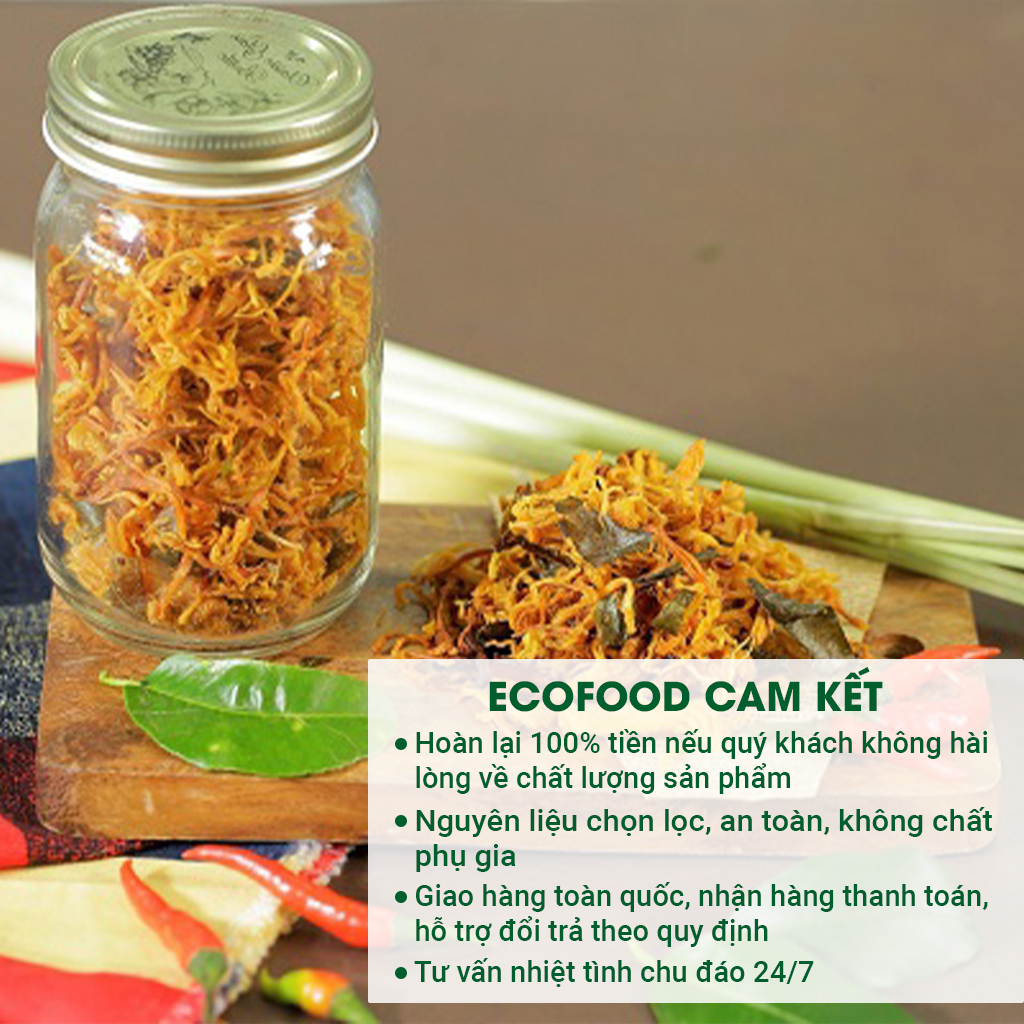 ECOFOOD CAM KẾT
• Hoàn lại 100% tiền nếu quý khách không hài
lòng về chất lượng sản phẩm
• Nguyên liệu chọn lọc, an toàn, không chất
phụ gia
• Giao hàng toàn quốc, nhận hàng thanh toán,
hỗ trợ đổi trả theo quy định
• Tư vấn nhiệt tình chu đáo 24/7